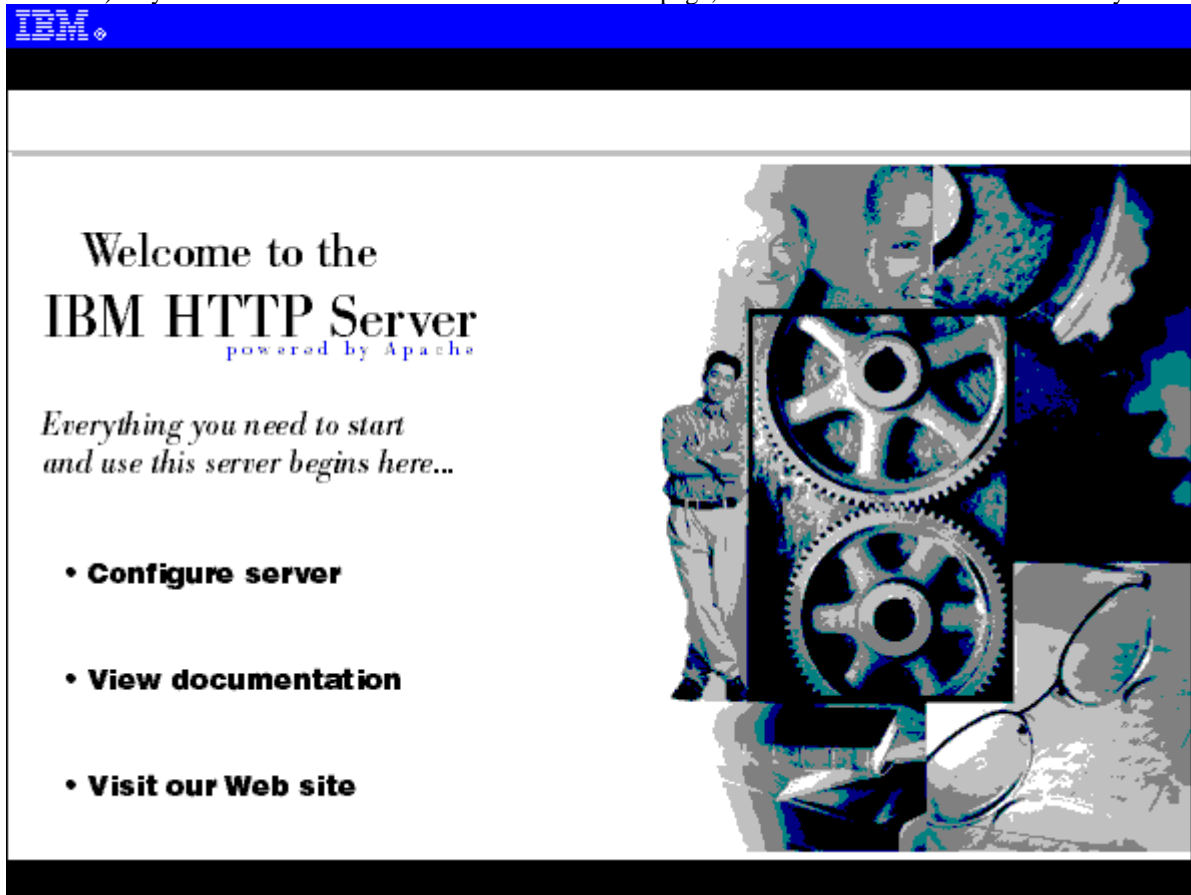 IBM®
Welcome to the
IBM HTTP Server
powered by Apache
Everything you need to start
and use this server begins here...
• Configure server
• View documentation
• Visit our Web site